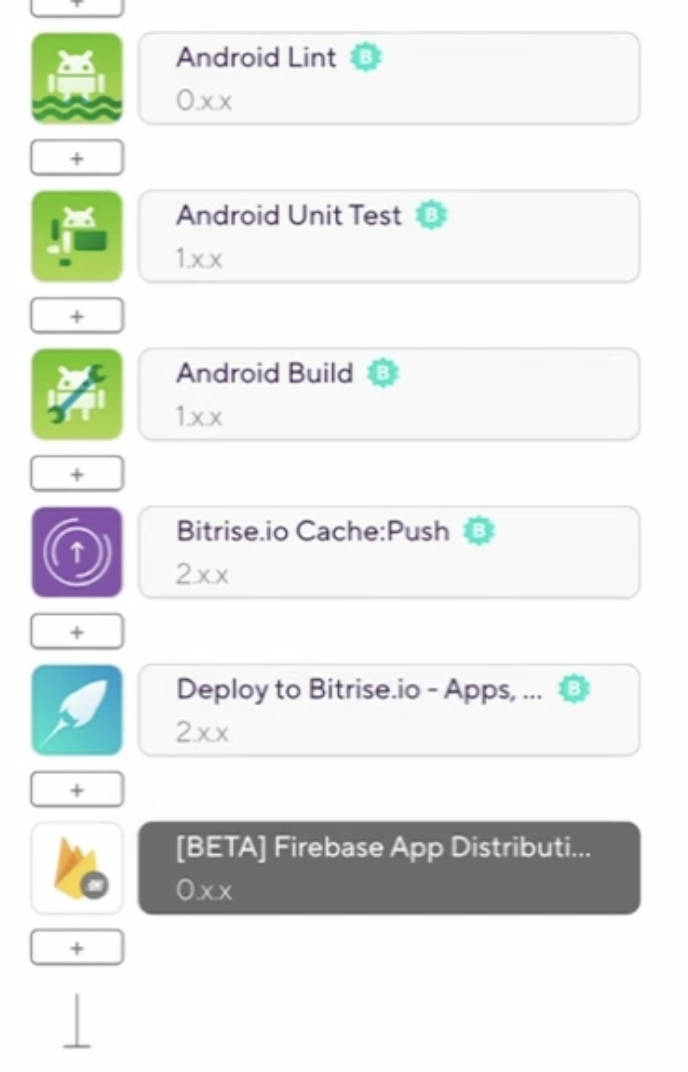 +
Android Lint B
0.x.x
+
Android Unit Test B
1.x.x
+
Android Build B
1.x.x
+
Bitrise.io Cache:Push B
2.x.x
+
Deploy to Bitrise.io - Apps, ... B
2.x.x
+
[BETA] Firebase App Distributi...
0.x.x
+